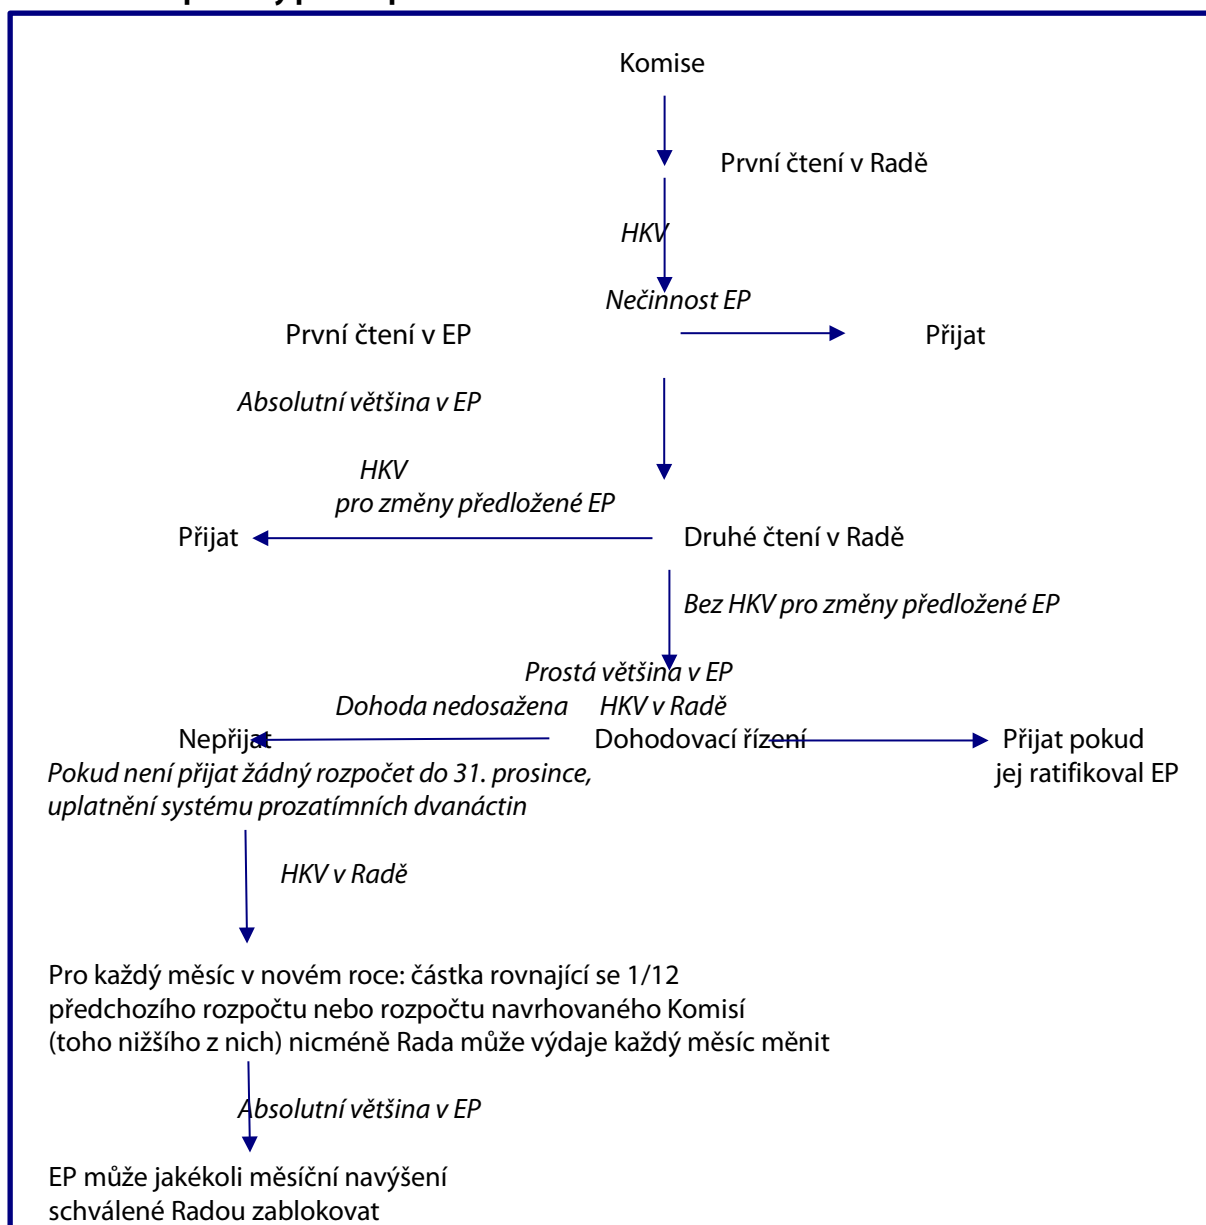 Komise
První čtení v Radě
HKV
Nečinnost EP
První čtení v EP
Přijat
Absolutní většina v EP
HKV
pro změny předložené EP
Přijat
Druhé čtení v Radě
Bez HKV pro změny předložené EP
Prostá většina v EP
Dohoda nedosažena HKV v Radě
Nepřijat
Dohodovací řízení
Přijat pokud
jej ratifikoval EP
Pokud není přijat žádný rozpočet do 31. prosince,
uplatnění systému prozatímních dvanáctin
HKV v Radě
Pro každý měsíc v novém roce: částka rovnající se 1/12
předchozího rozpočtu nebo rozpočtu navrhovaného Komisí
(toho nižšího z nich) nicméně Rada může výdaje každý měsíc měnit
Absolutní většina v EP
EP může jakékoli měsíční navýšení
schválené Radou zablokovat